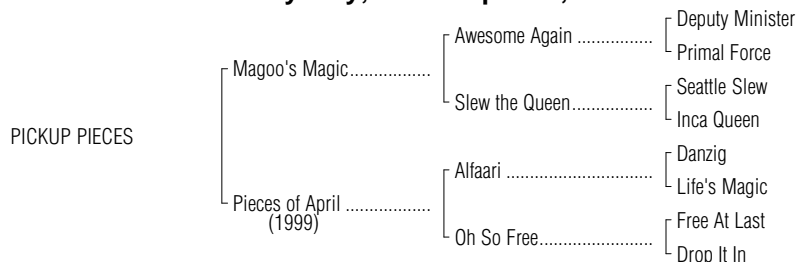 Deputy Minister
Awesome Again ................
Primal Force
Magoo's Magic.................
Seattle Slew
Slew the Queen.................
Inca Queen
PICKUP PIECES
Danzig
Alfaari .............................
Life's Magic
Pieces of April ..................
(1999)
Free At Last
Oh So Free.......................
Drop It In